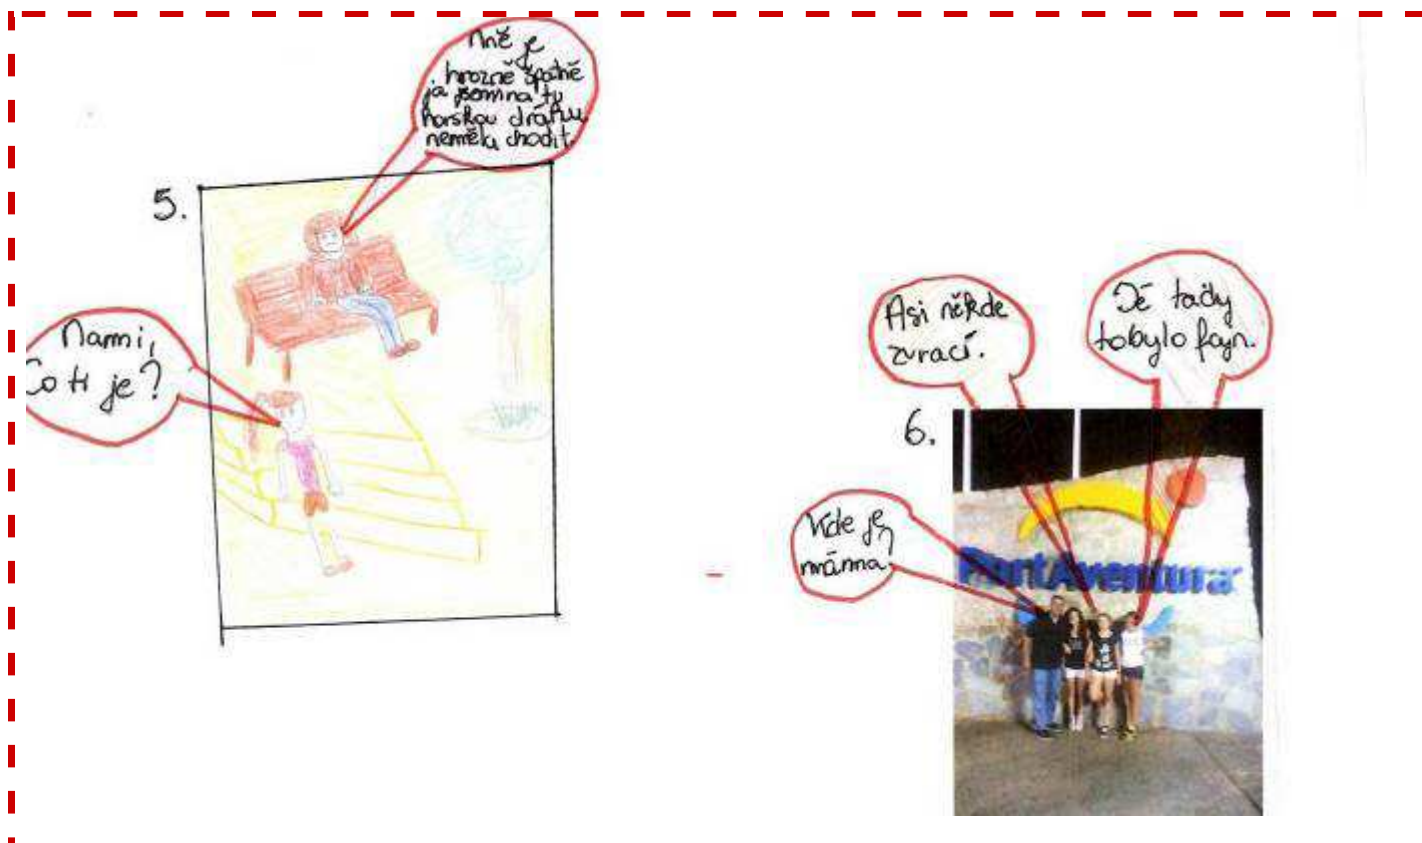 5.
Mně je
hrozně špatně
ja jsem na tu
horskou dráhu
neměla chodit.
Mami,
Co ti je?
6.
Asi někde
zvrací.
Jé tady
tobylo fajn.
Kde je
máma?
PortAventura